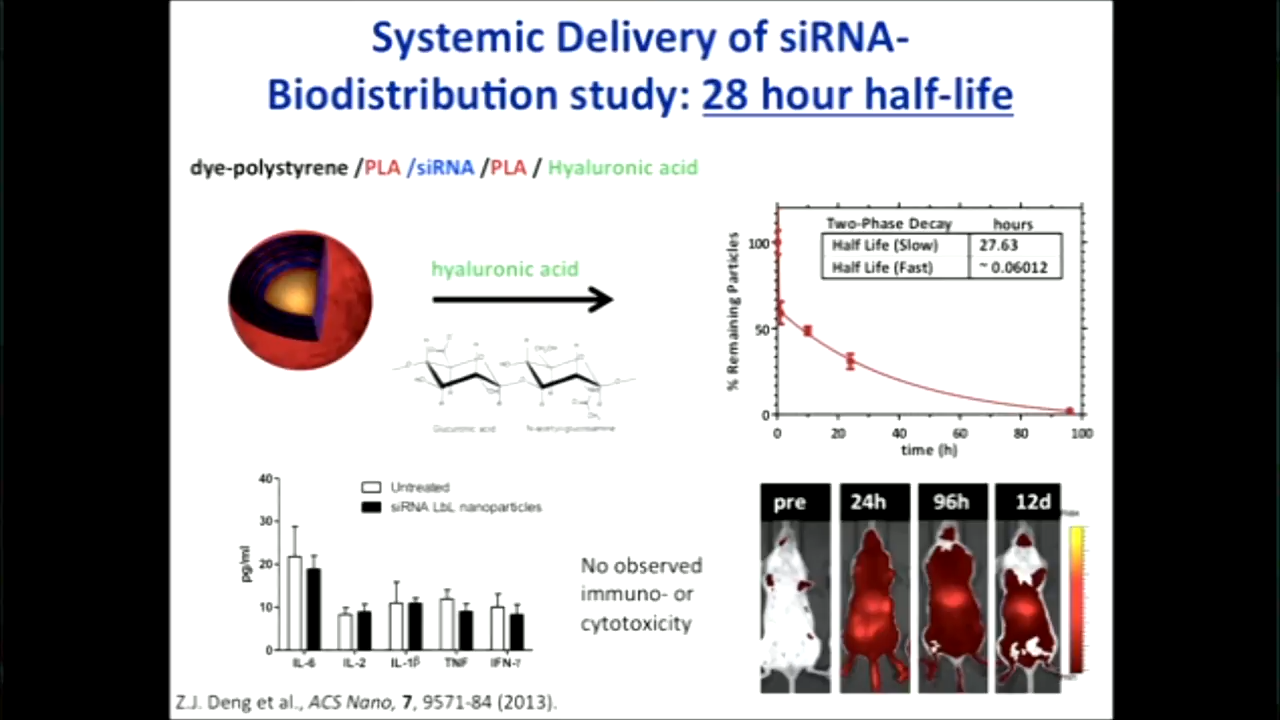 Systemic Delivery of siRNA-
Biodistribution study: 28 hour half-life
dye-polystyrene /PLA /siRNA /PLA / Hyaluronic acid
hyaluronic acid
Glucuronic acid
N-acetyl-glucosamine
% Remaining Particles
Two-Phase Decay hours
Half Life (Slow) 27.63
Half Life (Fast) ~ 0.06012
100
50
0
0 20 40 60 80 100
time (h)
pg/ml
40
30
20
10
0
Untreated
siRNA LbL nanoparticles
IL-6 IL-2 IL-1β TNF IFN-γ
No observed
immuno- or
cytotoxicity
pre 24h 96h 12d
Z.J. Deng et al., ACS Nano, 7, 9571-84 (2013).